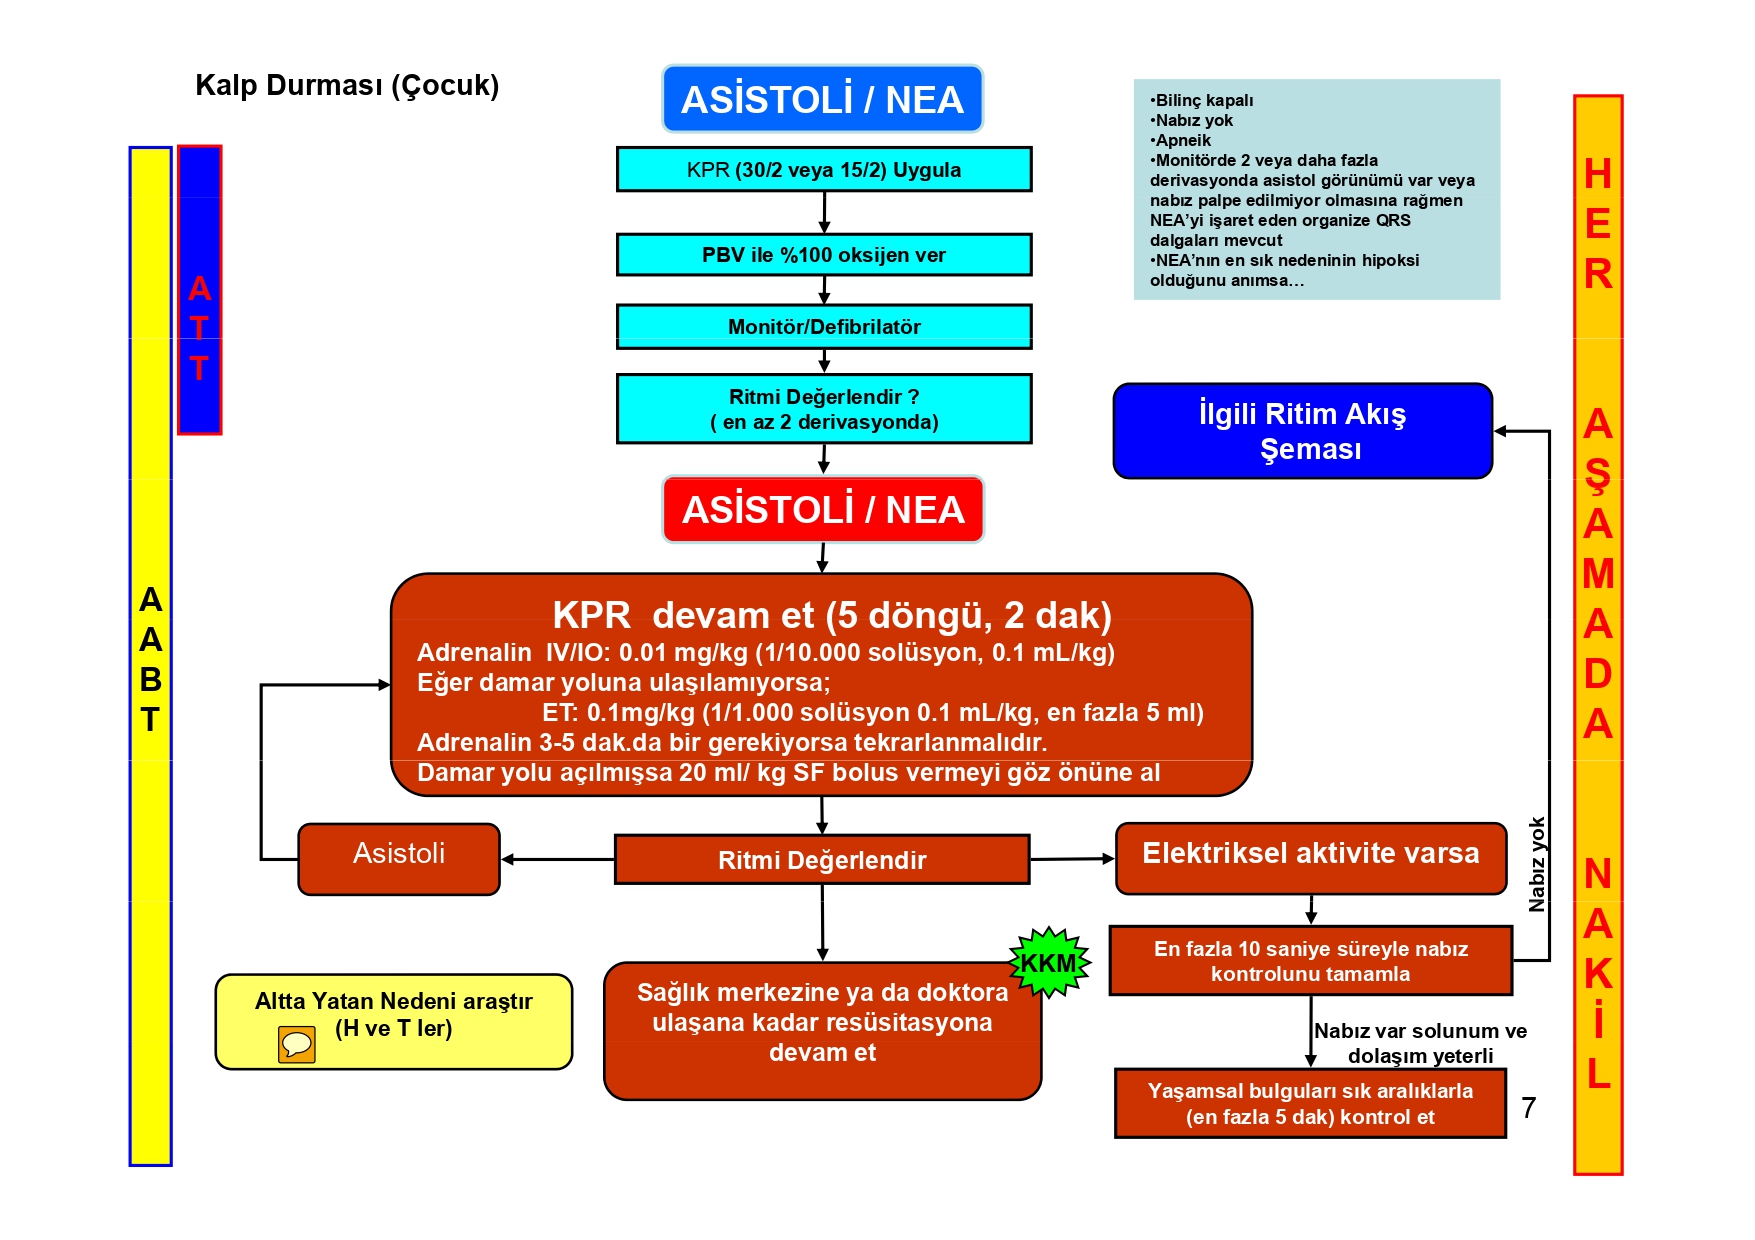 Kalp Durması (Çocuk)
ASİSTOLİ / NEA
•Bilinç kapalı
•Nabız yok
•Apneik
•Monitörde 2 veya daha fazla
derivasyonda asistol görünümü var veya
nabız palpe edilmiyor olmasına rağmen
NEA’yi işaret eden organize QRS
dalgaları mevcut
•NEA’nın en sık nedeninin hipoksi
olduğunu anımsa…
KPR (30/2 veya 15/2) Uygula
PBV ile %100 oksijen ver
Monitör/Defibrilatör
Ritmi Değerlendir ?
( en az 2 derivasyonda)
ASİSTOLİ / NEA
İlgili Ritim Akış
Şeması
ATT
AABT
HER AŞAMADA NAKİL
KPR devam et (5 döngü, 2 dak)
Adrenalin IV/IO: 0.01 mg/kg (1/10.000 solüsyon, 0.1 mL/kg)
Eğer damar yoluna ulaşılamıyorsa;
ET: 0.1mg/kg (1/1.000 solüsyon 0.1 mL/kg, en fazla 5 ml)
Adrenalin 3-5 dak.da bir gerekiyorsa tekrarlanmalıdır.
Damar yolu açılmışsa 20 ml/ kg SF bolus vermeyi göz önüne al
Asistoli
Ritmi Değerlendir
Elektriksel aktivite varsa
Nabız yok
En fazla 10 saniye süreyle nabız
kontrolunu tamamla
KKM
Sağlık merkezine ya da doktora
ulaşana kadar resüsitasyona
devam et
Altta Yatan Nedeni araştır
(H ve T ler)
Nabız var solunum ve
dolaşım yeterli
Yaşamsal bulguları sık aralıklarla
(en fazla 5 dak) kontrol et
7